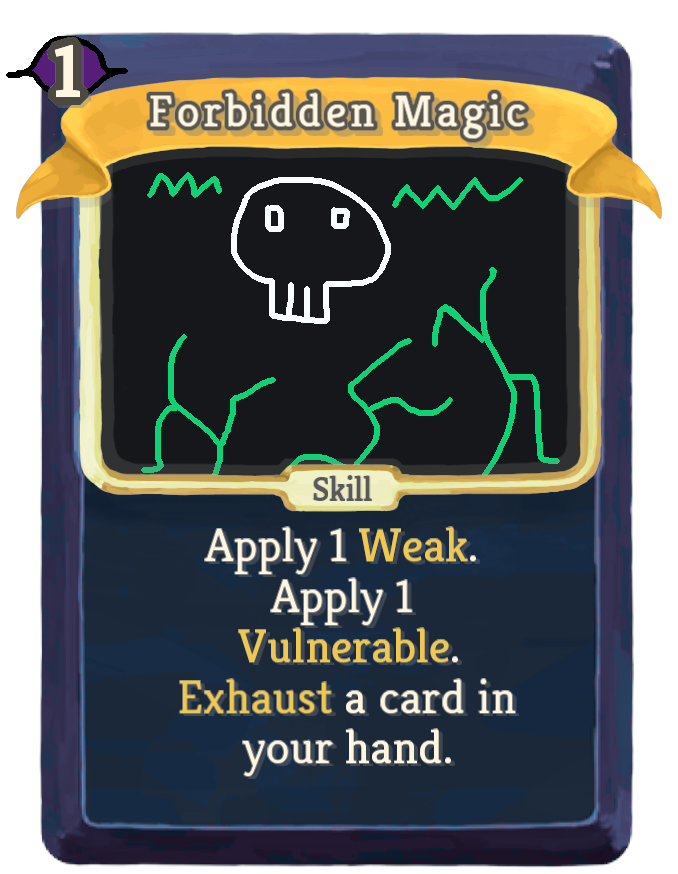 1
Forbidden Magic
Skill
Apply 1 Weak.
Apply 1
Vulnerable.
Exhaust a card in
your hand.